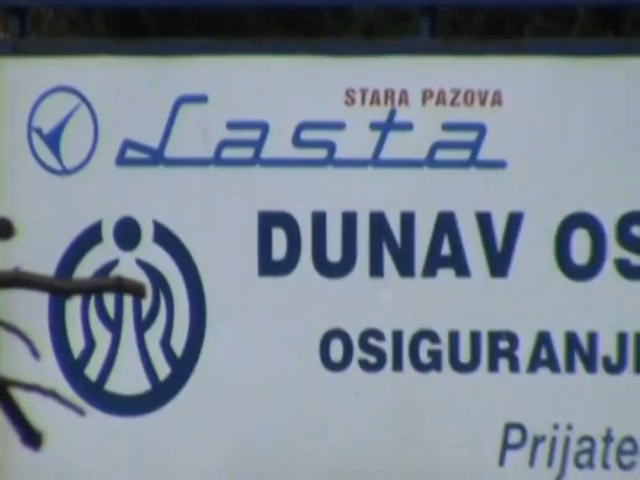 STARA PAZOVA
Lasta
DUNAV OS
OSIGURANJ
Prijate